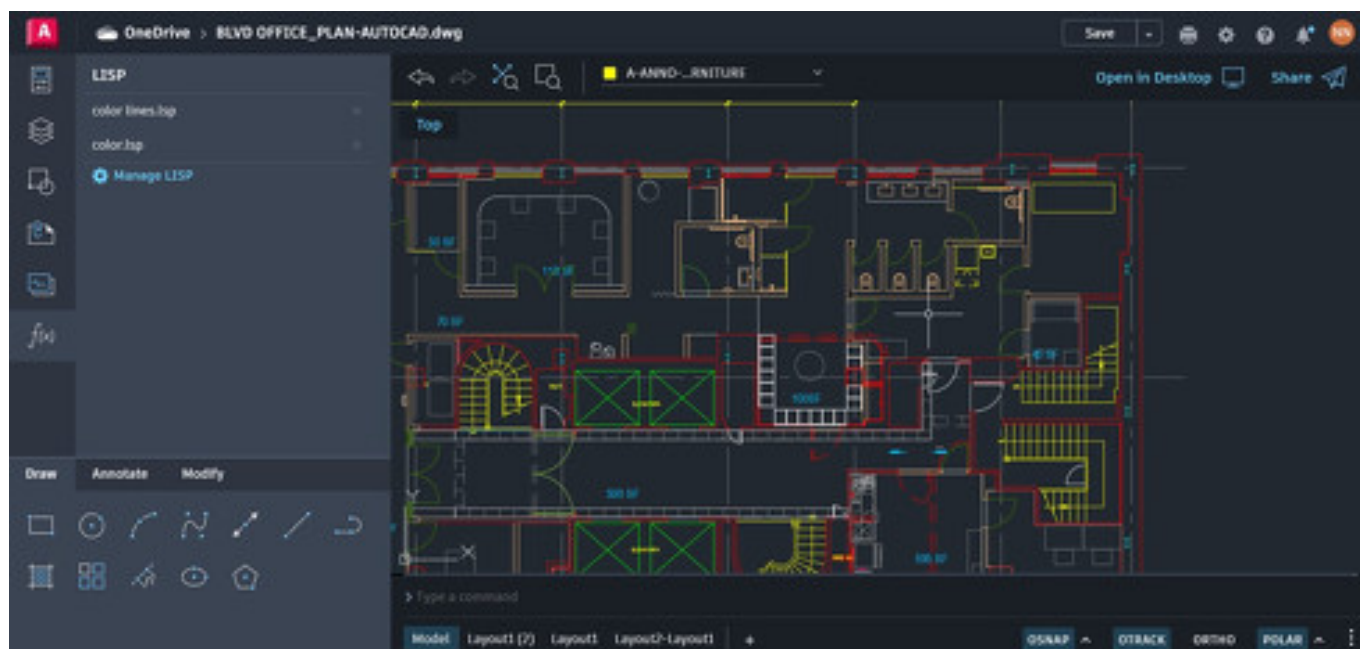 A
OneDrive > BLVD OFFICE_PLAN-AUTOCAD.dwg
Save
NN
LISP
color lines.lsp
color.lsp
Manage LISP
A-ANNO-...RNITURE
Open in Desktop
Share
Top
50 SF
150 SF
70 SF
100SF
500 SF
f(x)
Draw Annotate Modify
> Type a command
Model Layout1 (2) Layout1 Layout2-Layout1 +
OSNAP OTRACK ORTHO POLAR